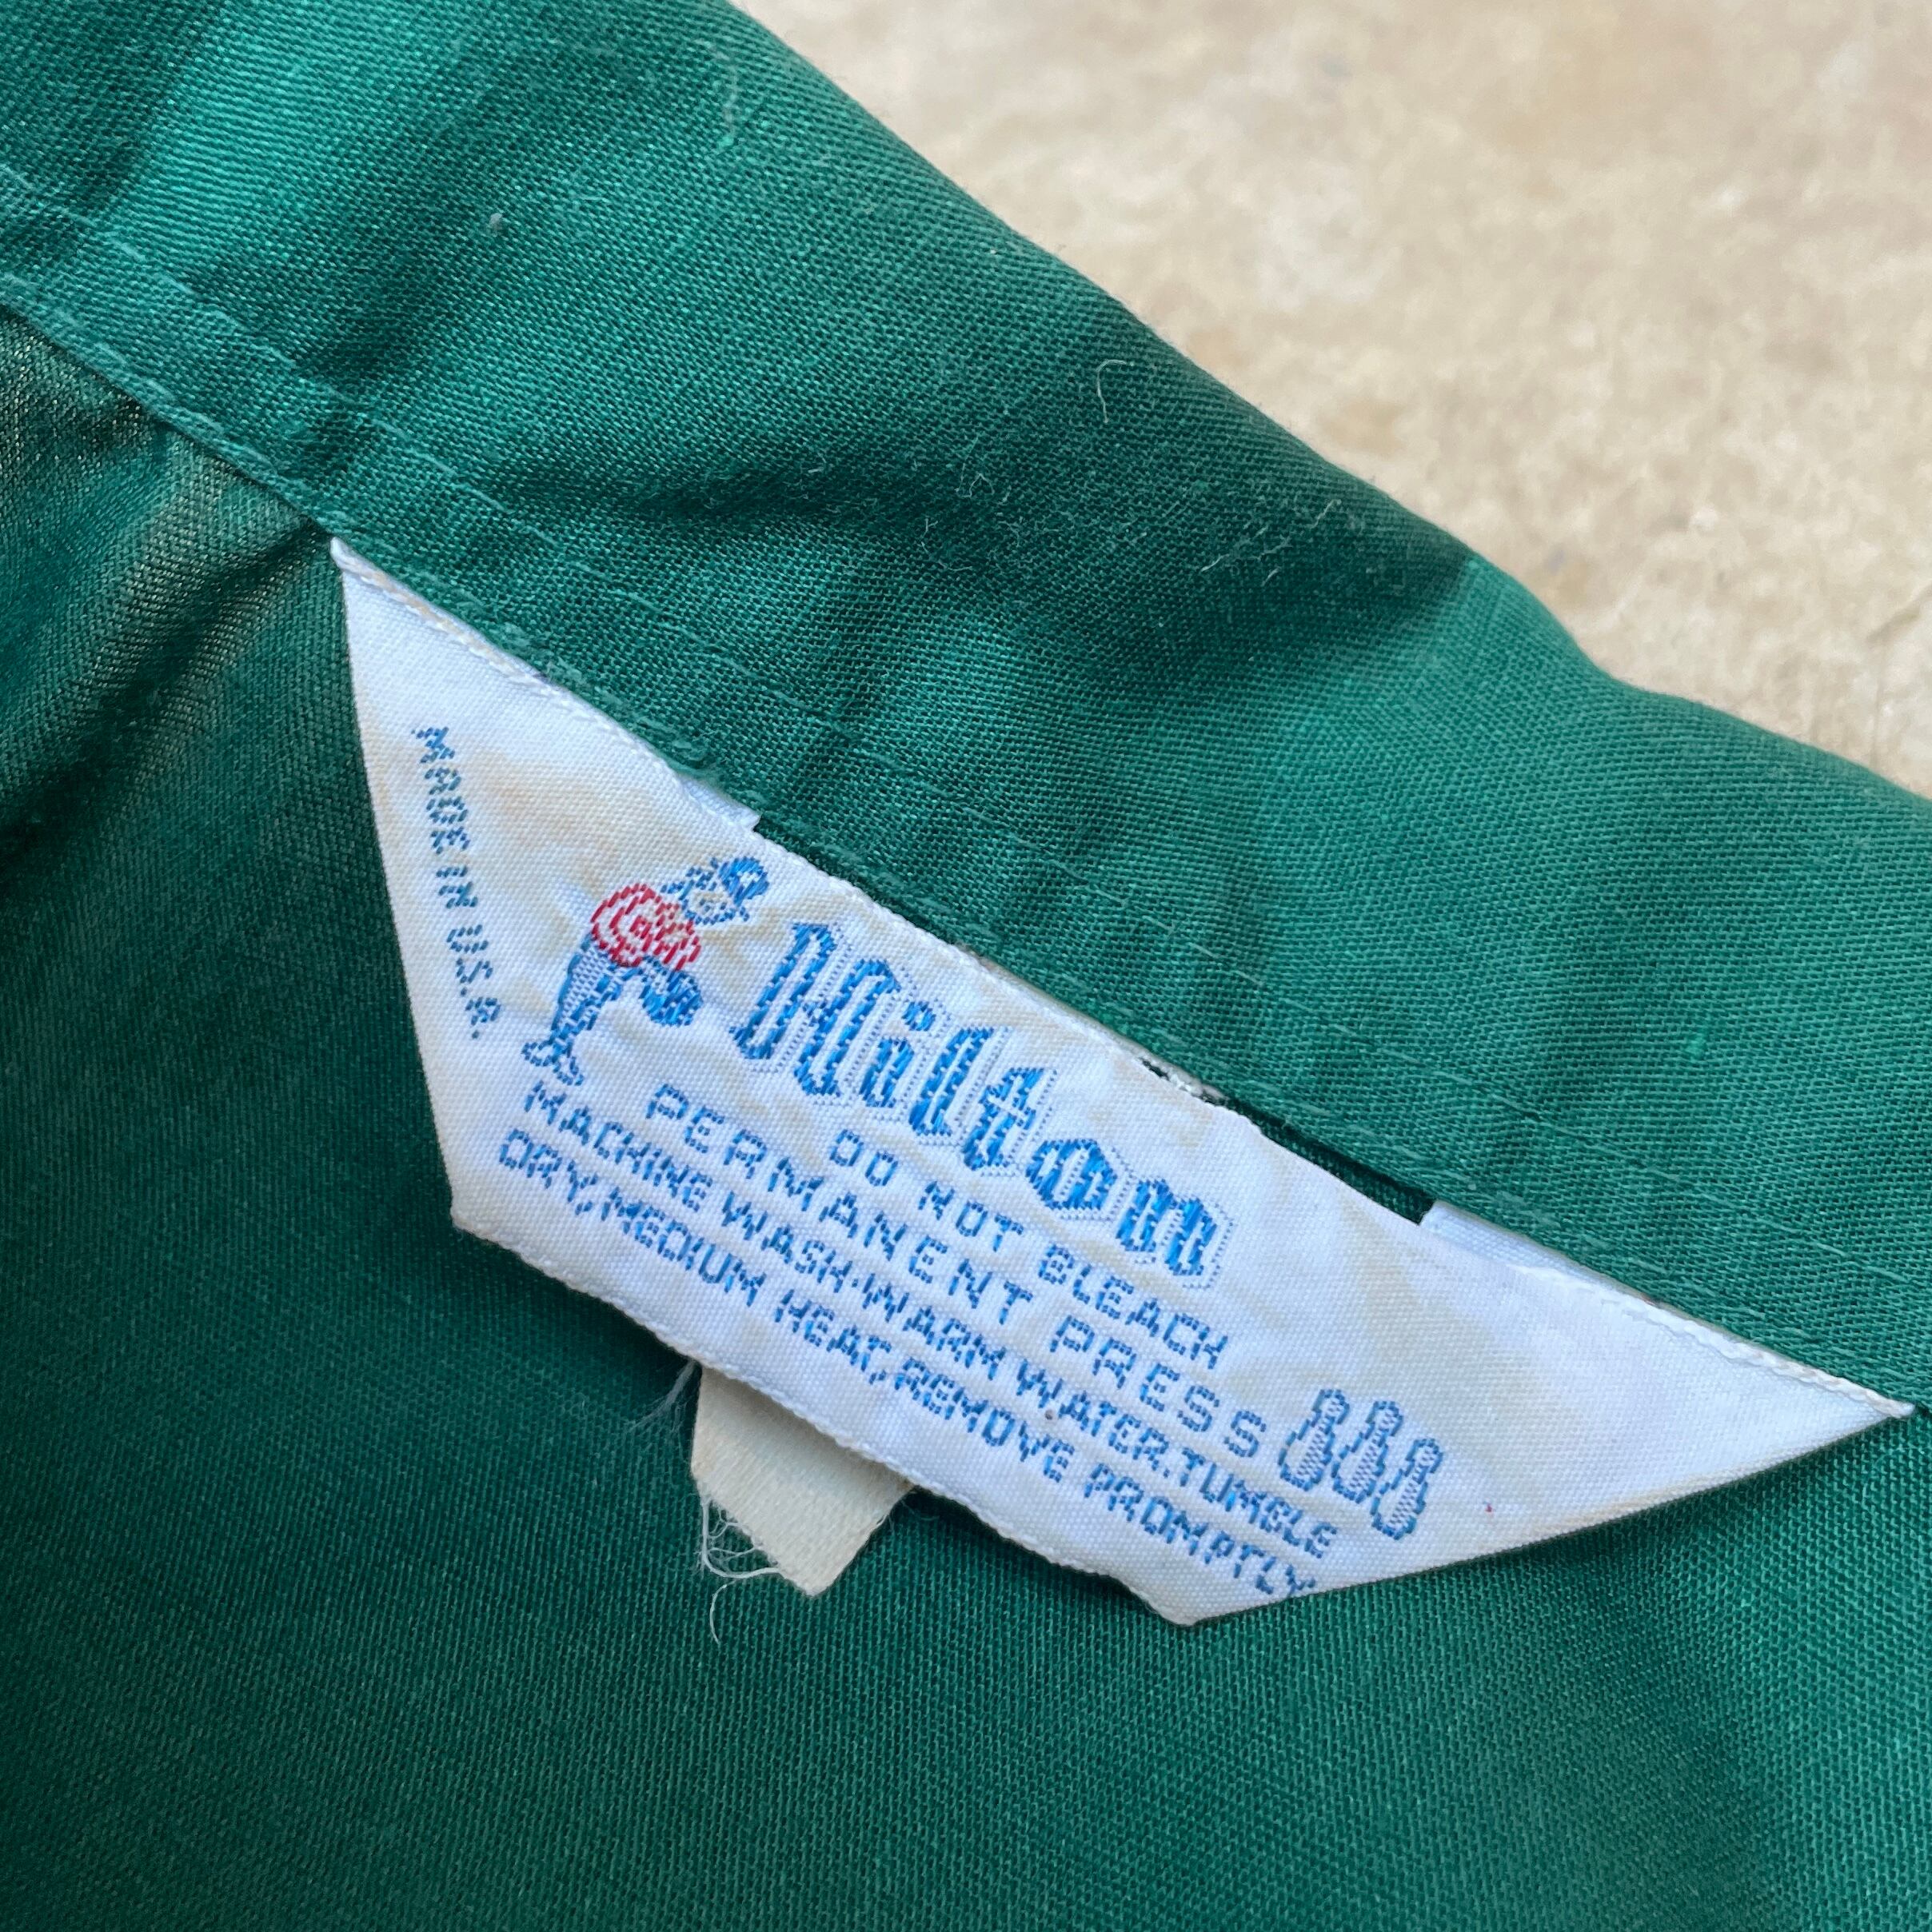 MADE IN U.S.A.
Hilton
DO NOT BLEACH
PERMANENT PRESS
MACHINE WASH-WARM WATER.TUMBLE
DRY, MEDIUM HEAT, REMOVE PROMPTLY